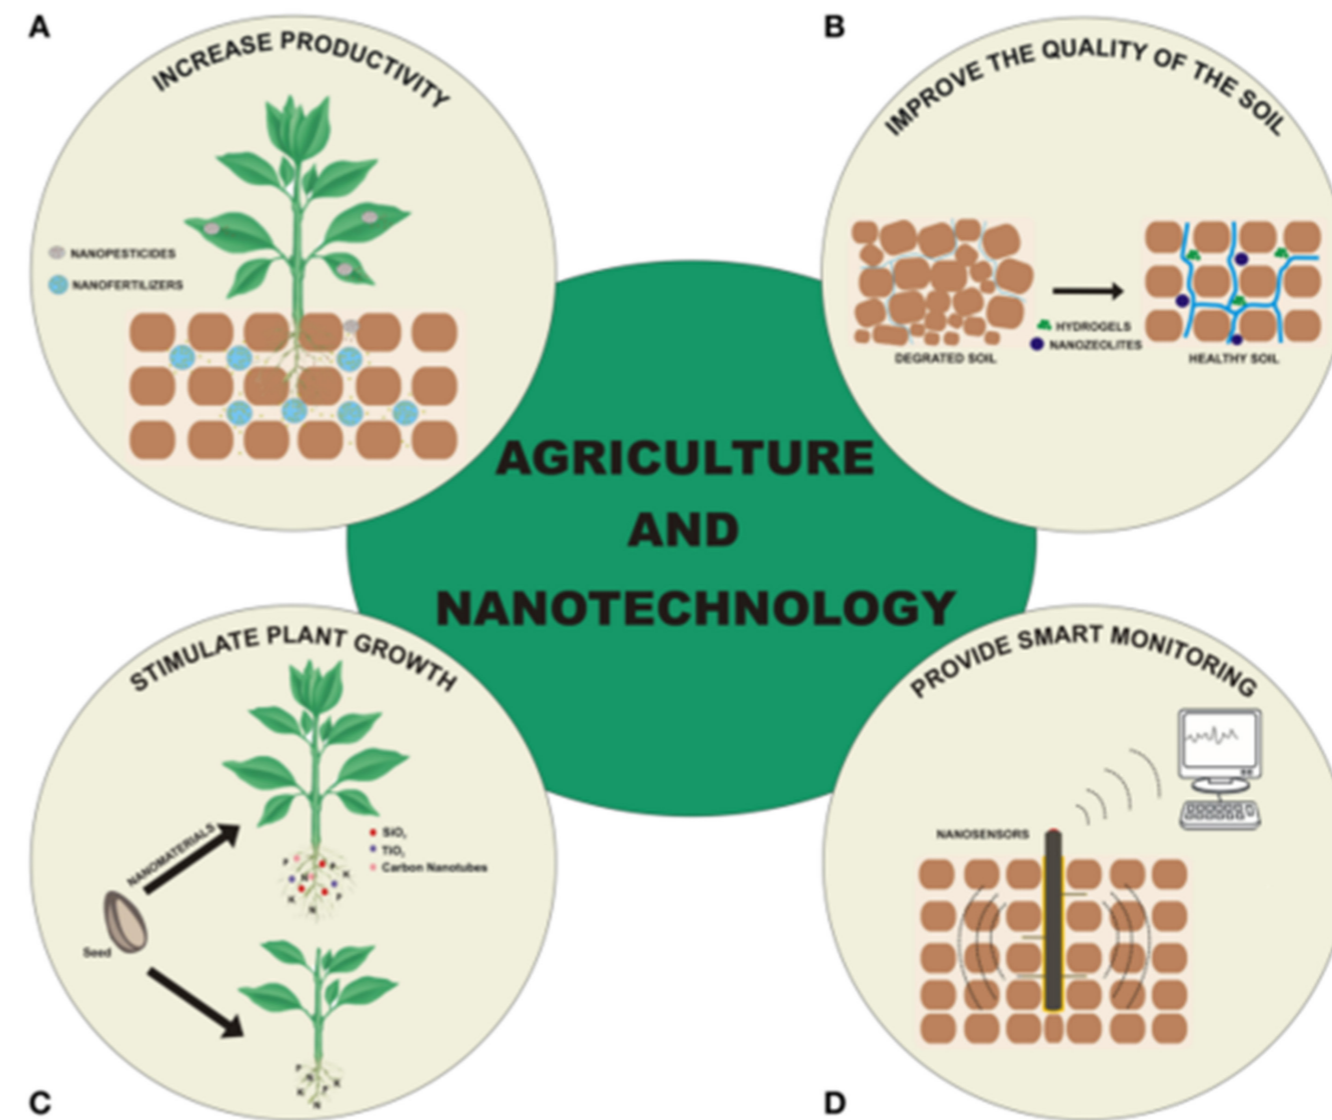 A
INCREASE PRODUCTIVITY
NANOPESTICIDES
NANOFERTILIZERS
B
IMPROVE THE QUALITY OF THE SOIL
DEGRATED SOIL
HYDROGELS
NANOZEOLITES
HEALTHY SOIL
AGRICULTURE
AND
NANOTECHNOLOGY
C
STIMULATE PLANT GROWTH
NANOMATERIALS
Seed
SiO₂
TiO₂
Carbon Nanotubes
P
K
N
K
P
N
P
K
N
D
PROVIDE SMART MONITORING
NANOSENSORS